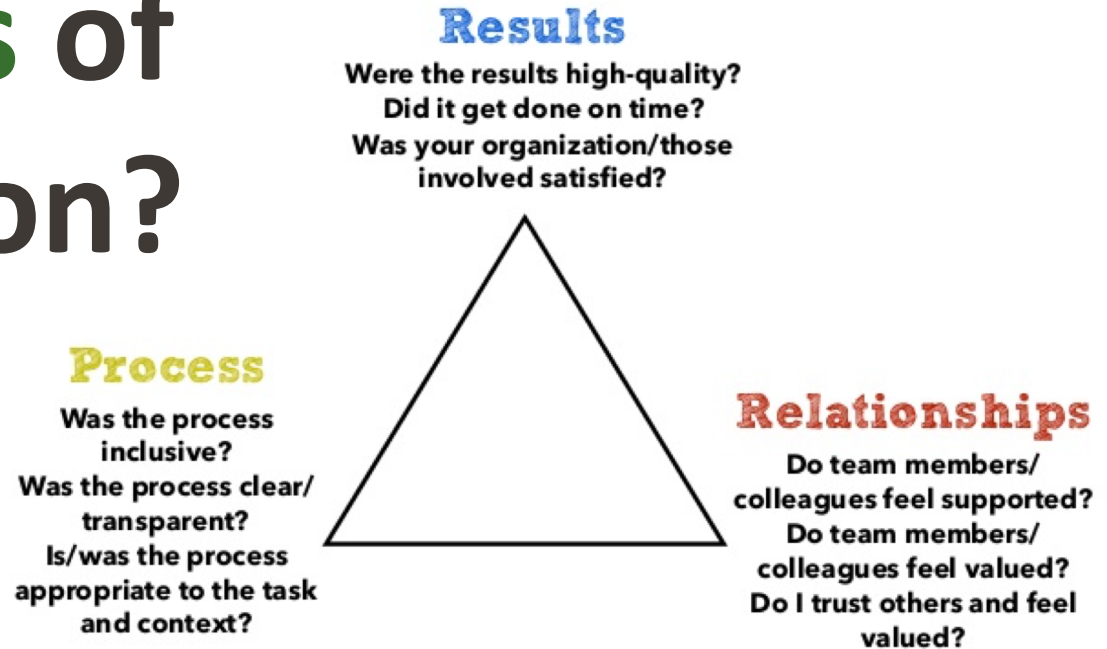 of
Results
Were the results high-quality?
Did it get done on time?
Was your organization/those
involved satisfied?
Process
Was the process
inclusive?
Was the process clear/
transparent?
Is/was the process
appropriate to the task
and context?
Relationships
Do team members/
colleagues feel supported?
Do team members/
colleagues feel valued?
Do I trust others and feel
valued?